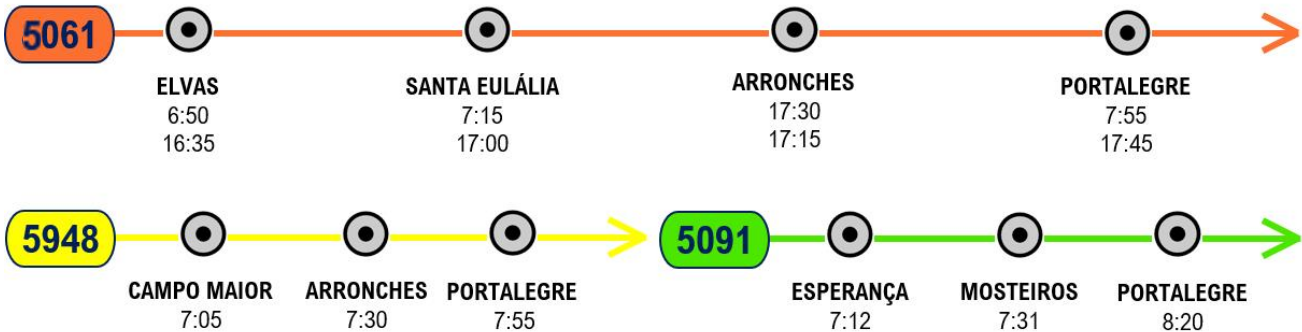 5061
ELVAS
6:50
16:35
SANTA EULÁLIA
7:15
17:00
ARRONCHES
17:30
17:15
PORTALEGRE
7:55
17:45
5948
CAMPO MAIOR
7:05
ARRONCHES
7:30
PORTALEGRE
7:55
5091
ESPERANÇA
7:12
MOSTEIROS
7:31
PORTALEGRE
8:20